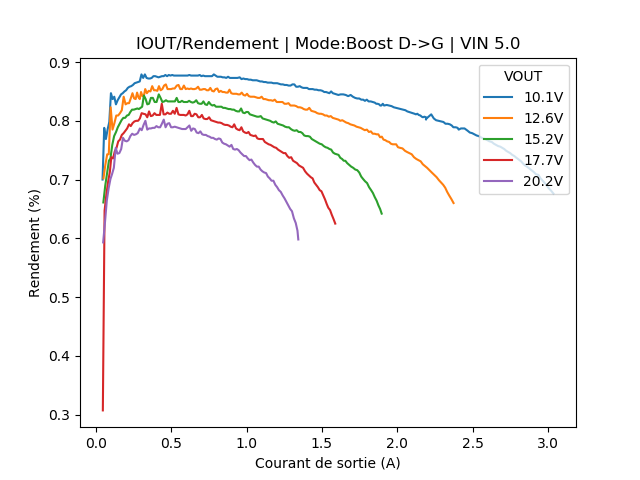 IOUT/Rendement | Mode:Boost D->G | VIN 5.0
Rendement (%)
0.9
0.8
0.7
0.6
0.5
0.4
0.3
VOUT
10.1V
12.6V
15.2V
17.7V
20.2V
0.0 0.5 1.0 1.5 2.0 2.5 3.0
Courant de sortie (A)